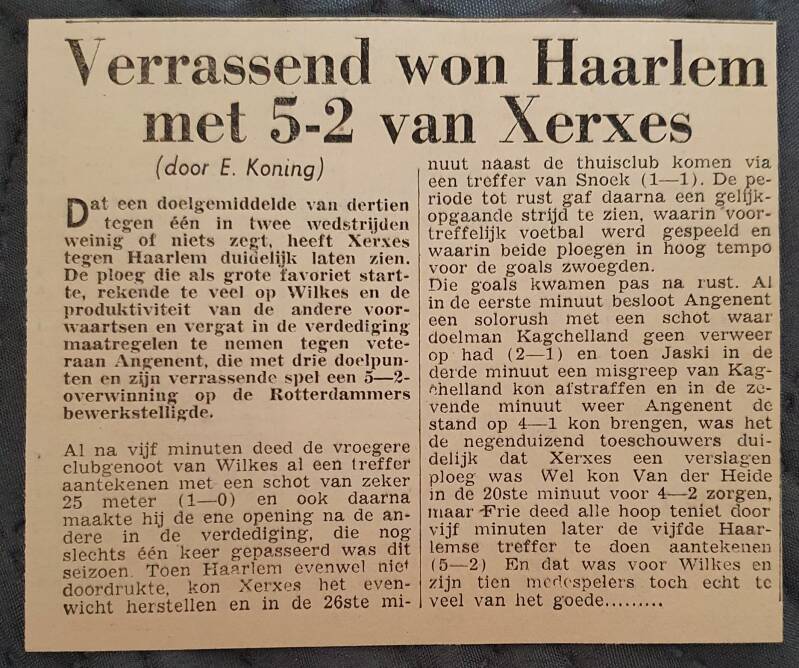 Verrassend won Haarlem
met 5-2 van Xerxes
(door E. Koning)
Dat een doelgemiddelde van dertien
tegen één in twee wedstrijden
weinig of niets zegt, heeft Xerxes
tegen Haarlem duidelijk laten zien.
De ploeg die als grote favoriet start-
te, rekende te veel op Wilkes en de
produktiviteit van de andere voor-
waartsen en vergat in de verdediging
maatregelen te nemen tegen vete-
raan Angenent, die met drie doelpun-
ten en zijn verrassende spel een 5—2-
overwinning op de Rotterdammers
bewerkstelligde.
Al na vijf minuten deed de vroegere
clubgenoot van Wilkes al een treffer
aantekenen met een schot van zeker
25 meter (1—0) en ook daarna
maakte hij de ene opening na de an-
dere in de verdediging, die nog
slechts één keer gepasseerd was dit
seizoen. Toen Haarlem evenwel niet
doordrukte, kon Xerxes het even-
wicht herstellen en in de 26ste mi-
nuut naast de thuisclub komen via
een treffer van Snoek (1—1). De pe-
riode tot rust gaf daarna een gelijk-
opgaande strijd te zien, waarin voor-
treffelijk voetbal werd gespeeld en
waarin beide ploegen in hoog tempo
voor de goals zwoegden.
Die goals kwamen pas na rust. Al
in de eerste minuut besloot Angenent
een solorush met een schot waar
doelman Kagchelland geen verweer
op had (2—1) en toen Jaski in de
derde minuut een misgreep van Kag-
chelland kon afstraffen en in de ze-
vende minuut weer Angenent de
stand op 4—1 kon brengen, was het
de negenduizend toeschouwers dui-
delijk dat Xerxes een verslagen
ploeg was Wel kon Van der Heide
in de 20ste minuut voor 4—2 zorgen,
maar Frie deed alle hoop teniet door
vijf minuten later de vijfde Haar-
lemse treffer te doen aantekenen
(5—2) En dat was voor Wilkes en
zijn tien medespelers toch echt te
veel van het goede.........